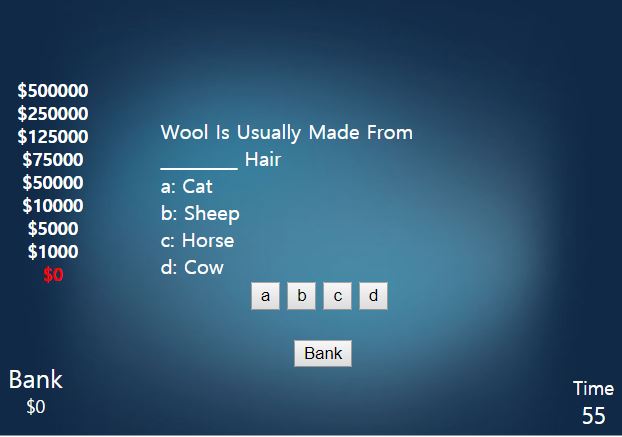 $500000
$250000
$125000
$75000
$50000
$10000
$5000
$1000
$0
Wool Is Usually Made From
________ Hair
a: Cat
b: Sheep
c: Horse
d: Cow
a b c d
Bank
Bank
$0
Time
55